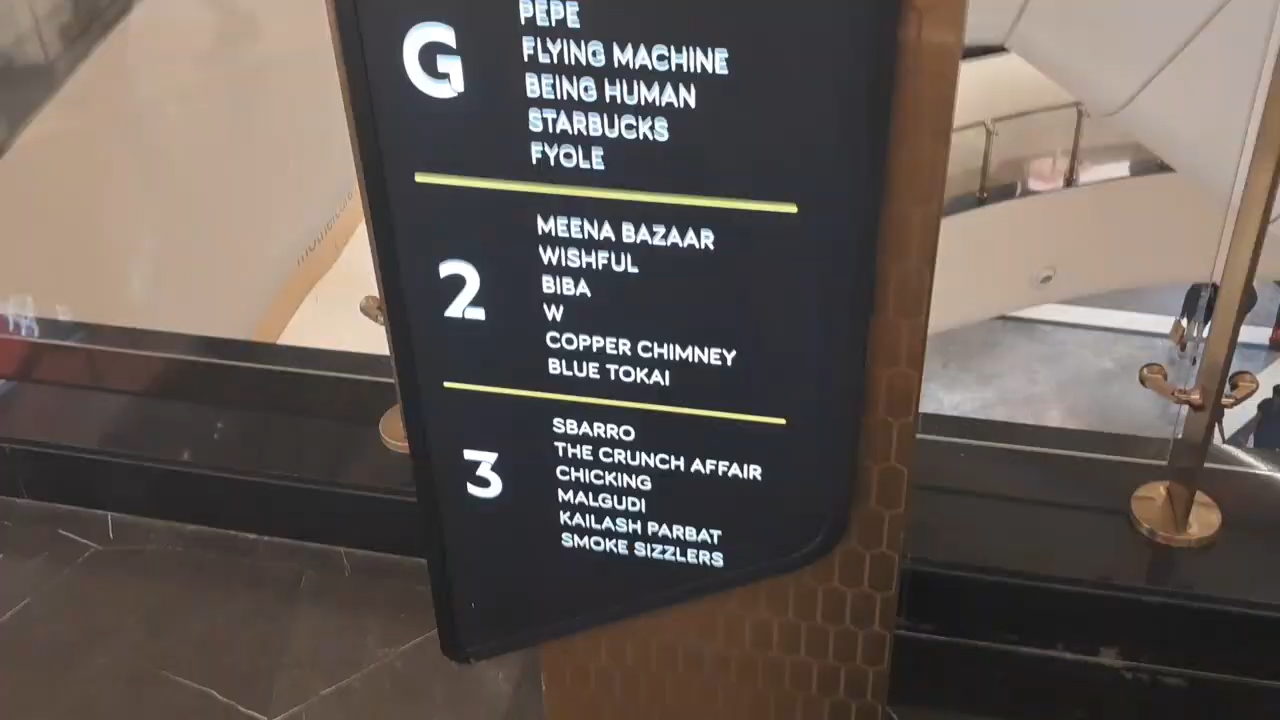 G
PEPE
FLYING MACHINE
BEING HUMAN
STARBUCKS
FYOLE
2
MEENA BAZAAR
WISHFUL
BIBA
W
COPPER CHIMNEY
BLUE TOKAI
3
SBARRO
THE CRUNCH AFFAIR
CHICKING
MALGUDI
KAILASH PARBAT
SMOKE SIZZLERS